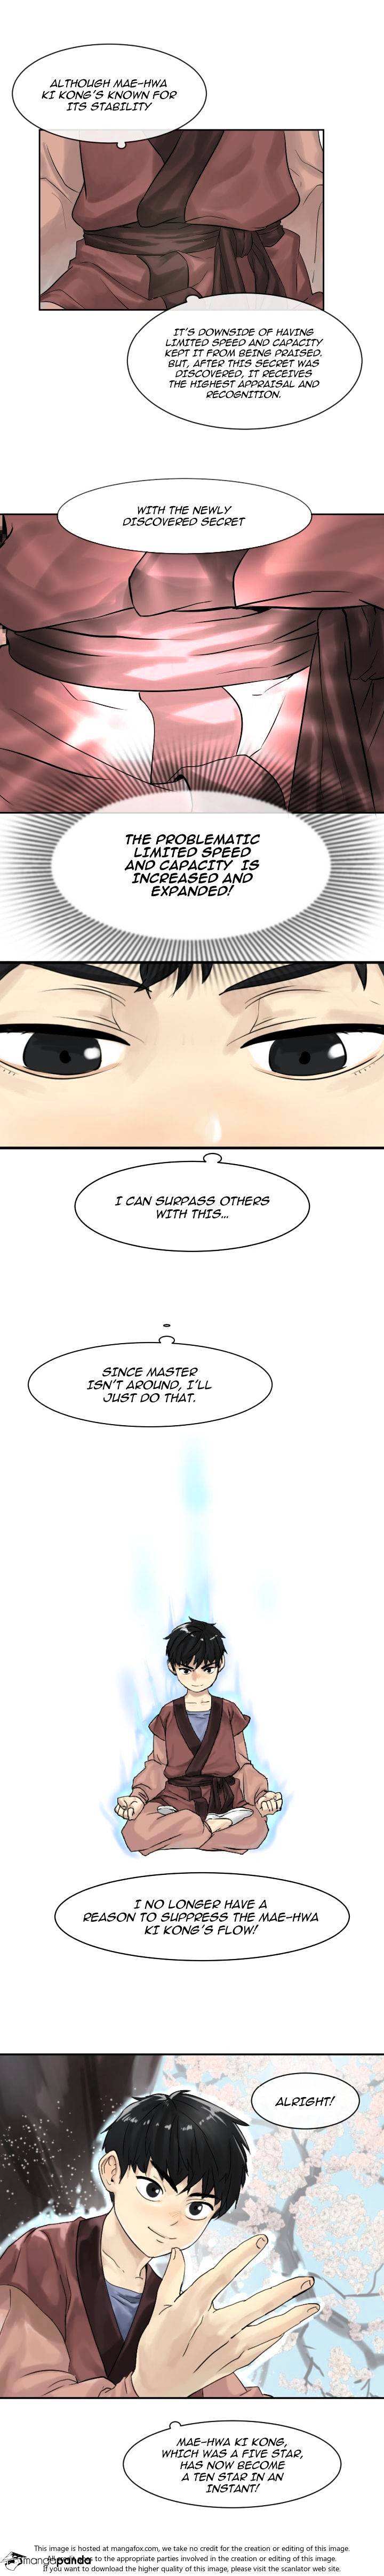 ALTHOUGH MAE-HWA
KI KONG'S KNOWN FOR
ITS STABILITY
IT'S DOWNSIDE OF HAVING
LIMITED SPEED AND CAPACITY
KEPT IT FROM BEING PRAISED.
BUT, AFTER THIS SECRET WAS
DISCOVERED, IT RECEIVES
THE HIGHEST APPRAISAL AND
RECOGNITION.
WITH THE NEWLY
DISCOVERED SECRET
THE PROBLEMATIC
LIMITED SPEED
AND CAPACITY IS
INCREASED AND
EXPANDED!
I CAN SURPASS OTHERS
WITH THIS...
SINCE MASTER
ISN'T AROUND, I'LL
JUST DO THAT.
I NO LONGER HAVE A
REASON TO SUPPRESS THE MAE-HWA
KI KONG'S FLOW!
ALRIGHT!
MAE-HWA KI KONG,
WHICH WAS A FIVE STAR,
HAS NOW BECOME
A TEN STAR IN AN
INSTANT!
This image is hosted at mangafox.com, we take no credit for the creation or editing of this image.
All credit goes to the appropriate parties involved in the creation or editing of this image.
If you want to download the higher quality of this image, please visit the scanlator web site.
mangapanda